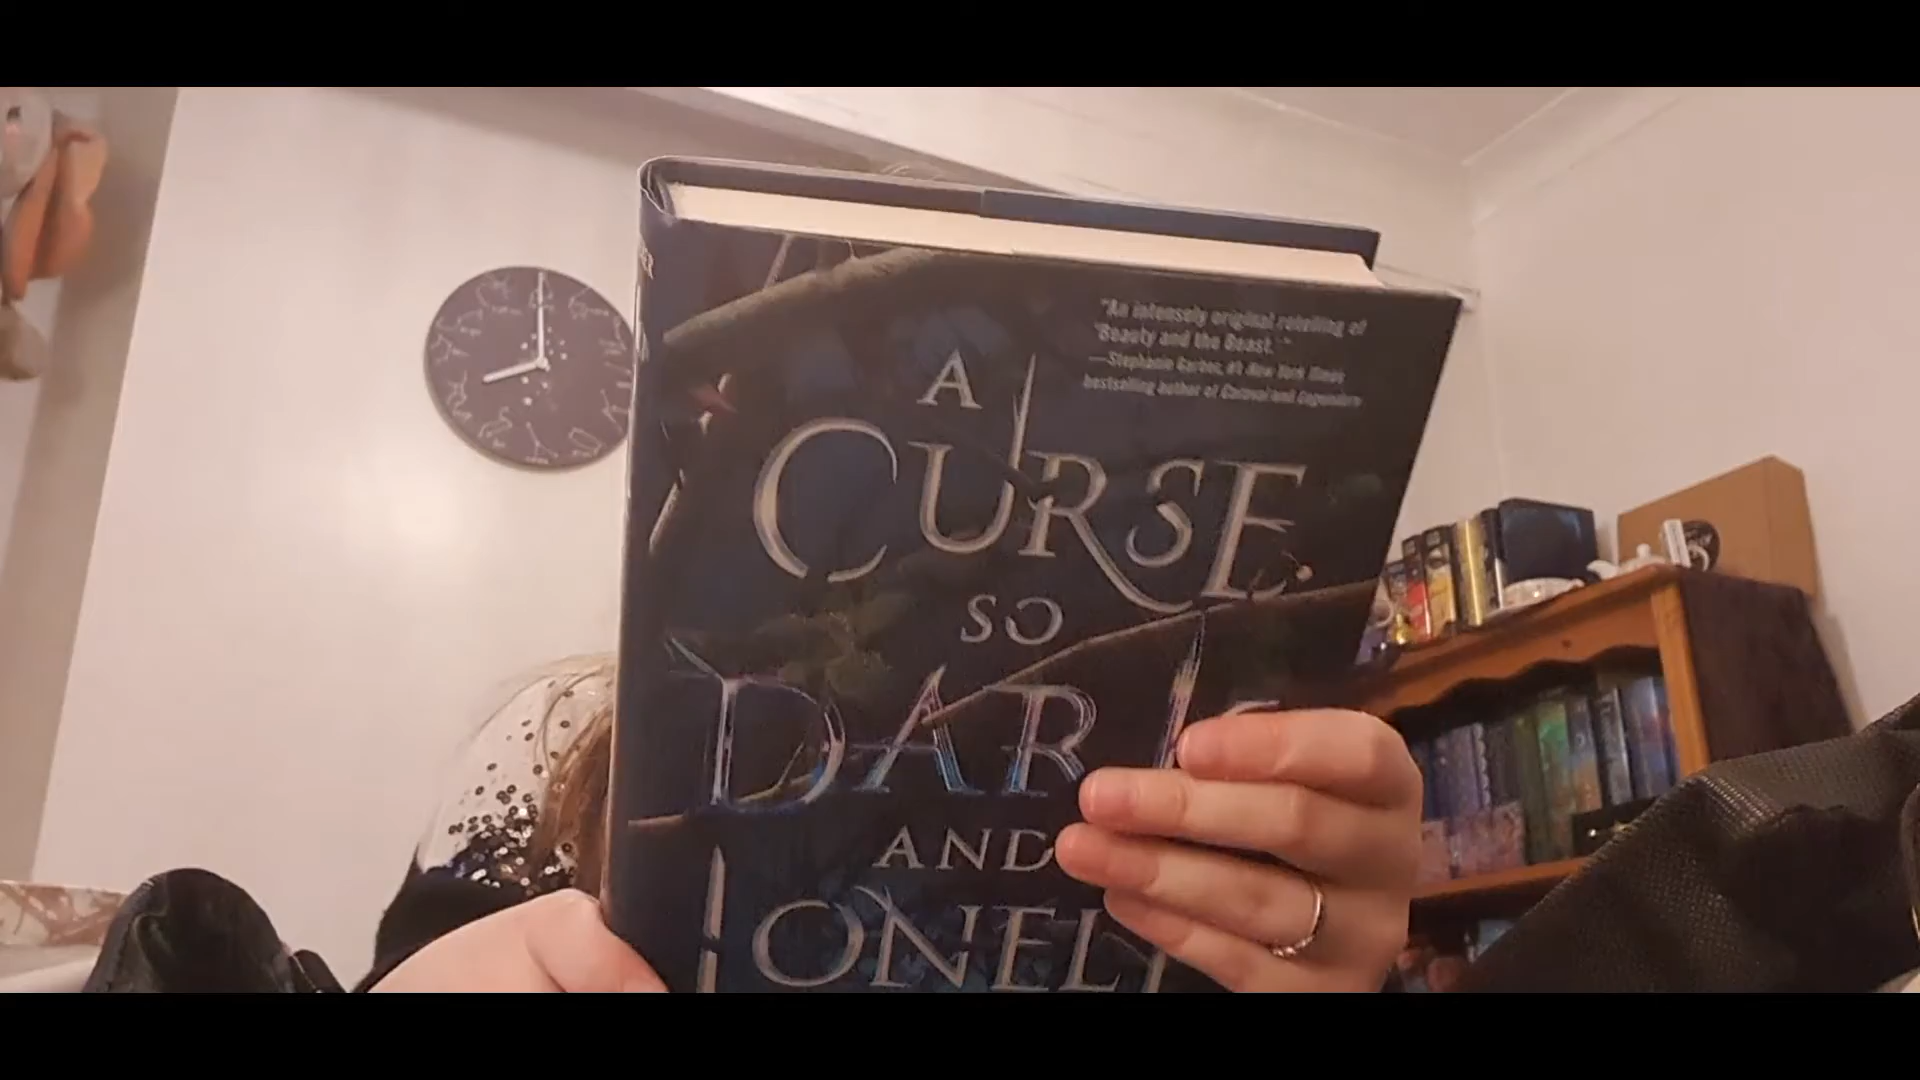 "An intensely original retelling of
'Beauty and the Beast.'"
—Stephanie Garber, #1 New York Times
bestselling author of Caraval and Legendary
A
CURSE
SO
DAR
AND
ONEL